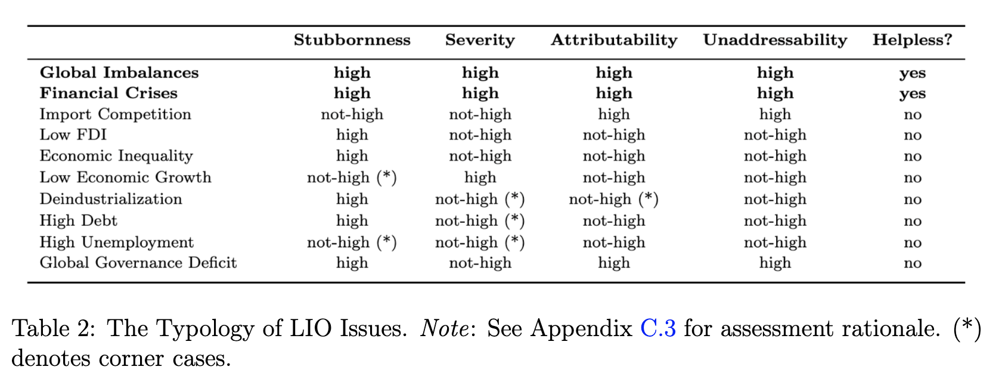 Stubbornness Severity Attributability Unaddressability Helpless?
Global Imbalances high high high high yes
Financial Crises high high high high yes
Import Competition not-high not-high high high no
Low FDI high not-high not-high not-high no
Economic Inequality high not-high not-high not-high no
Low Economic Growth not-high (*) high not-high not-high no
Deindustrialization high not-high (*) not-high (*) not-high no
High Debt high not-high (*) not-high not-high no
High Unemployment not-high (*) not-high (*) not-high not-high no
Global Governance Deficit high not-high high high no
Table 2: The Typology of LIO Issues. Note: See Appendix C.3 for assessment rationale. (*)
denotes corner cases.